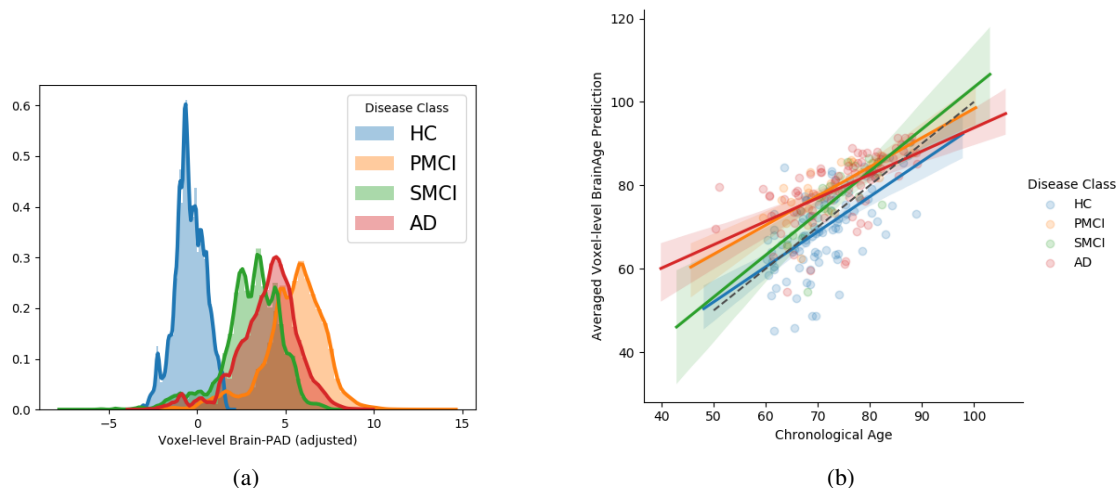 0.6
0.5
0.4
0.3
0.2
0.1
0.0
−5 0 5 10 15
Voxel-level Brain-PAD (adjusted)
Disease Class
HC
PMCI
SMCI
AD
(a)
120
100
80
60
40
Averaged Voxel-level BrainAge Prediction
40 50 60 70 80 90 100
Chronological Age
Disease Class
HC
PMCI
SMCI
AD
(b)